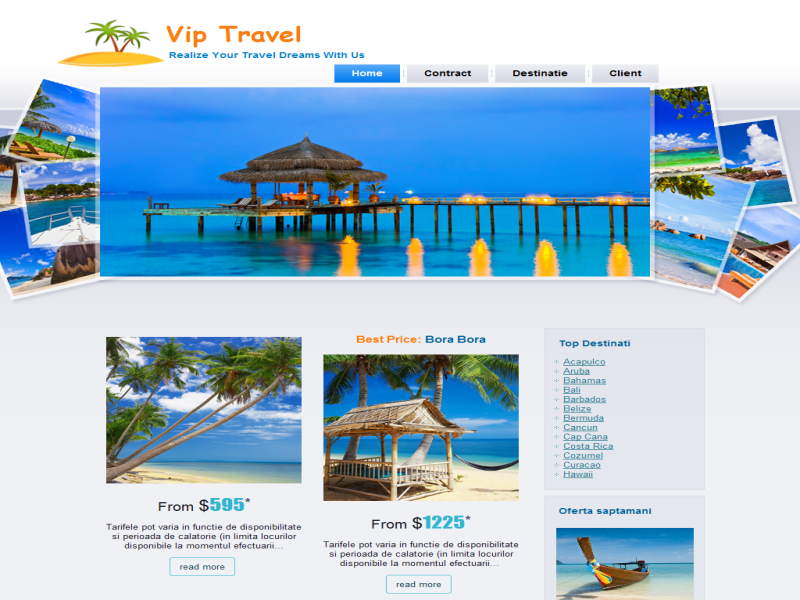 Vip Travel
Realize Your Travel Dreams With Us
Home
Contract
Destinatie
Client
From $595*
Tarifele pot varia in functie de disponibilitate
si perioada de calatorie (in limita locurilor
disponibile la momentul efectuarii...
read more
Best Price: Bora Bora
From $1225*
Tarifele pot varia in functie de disponibilitate
si perioada de calatorie (in limita locurilor
disponibile la momentul efectuarii...
read more
Top Destinati
Acapulco
Aruba
Bahamas
Bali
Barbados
Belize
Bermuda
Cancun
Cap Cana
Costa Rica
Cozumel
Curacao
Hawaii
Oferta saptamani